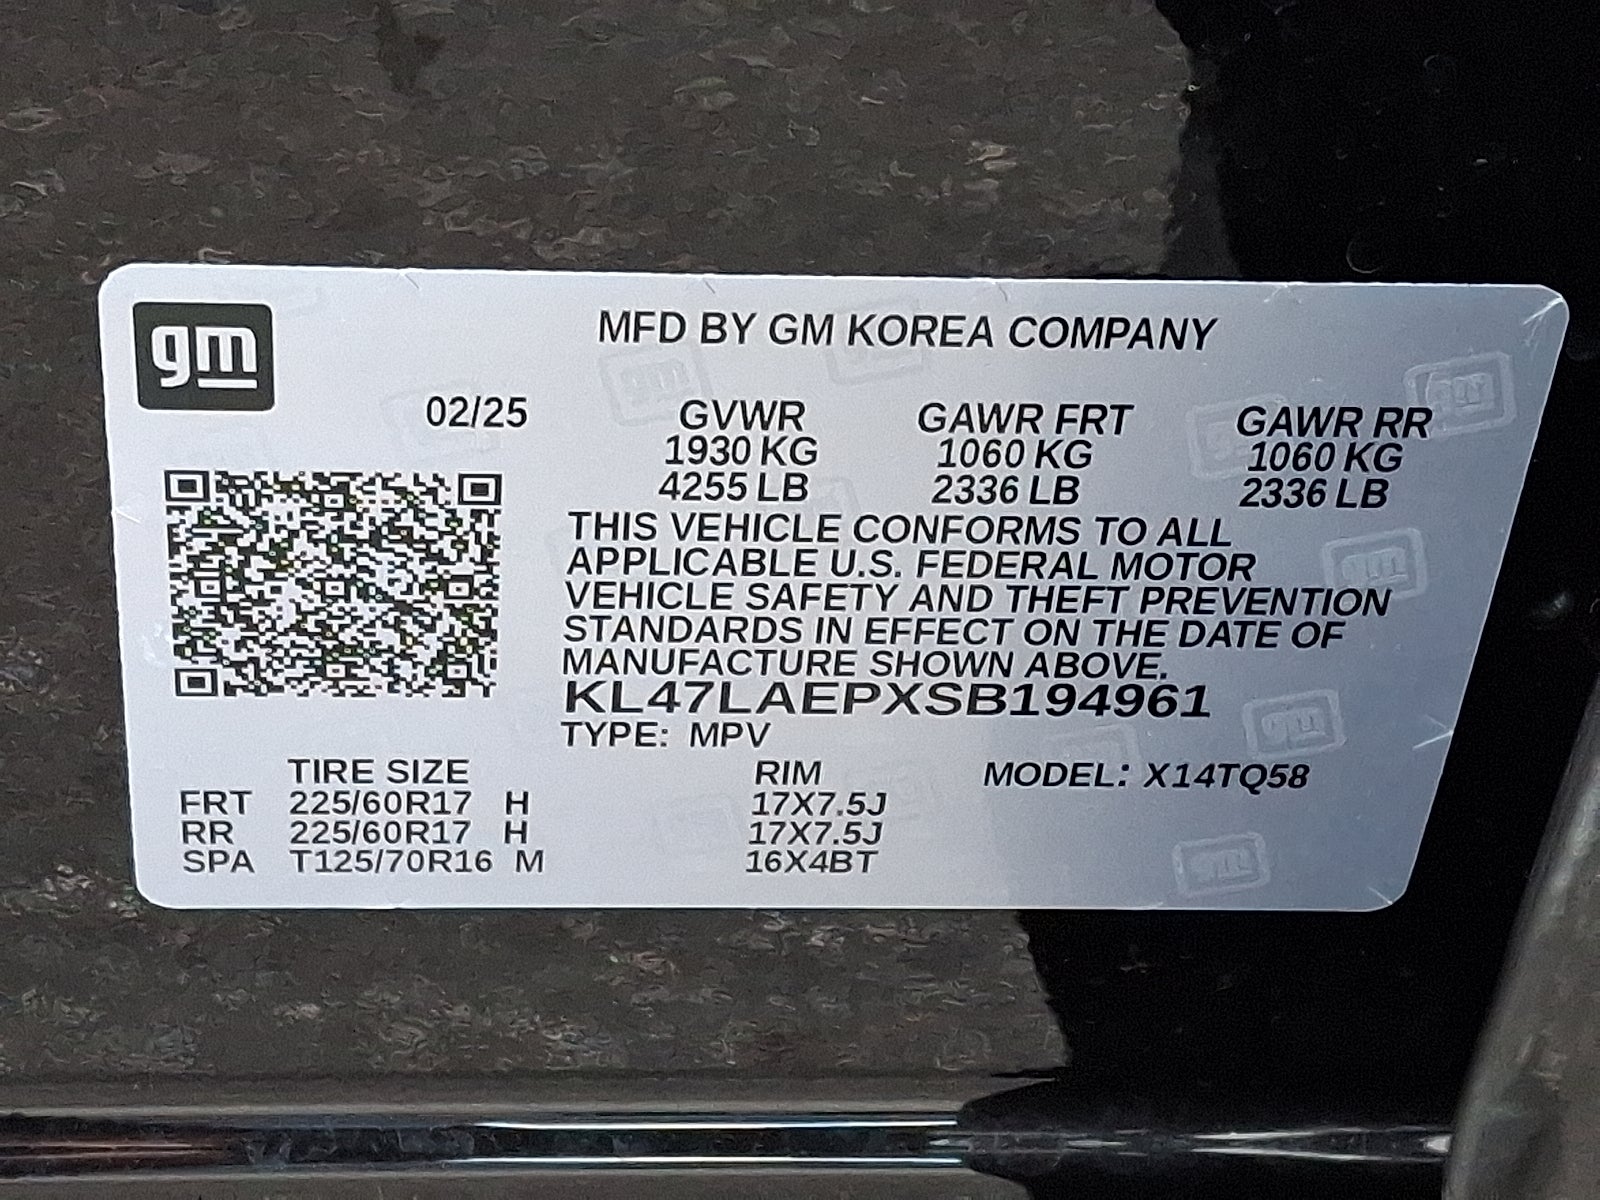 gm
MFD BY GM KOREA COMPANY
02/25 GVWR GAWR FRT GAWR RR
1930 KG 1060 KG 1060 KG
4255 LB 2336 LB 2336 LB
THIS VEHICLE CONFORMS TO ALL
APPLICABLE U.S. FEDERAL MOTOR
VEHICLE SAFETY AND THEFT PREVENTION
STANDARDS IN EFFECT ON THE DATE OF
MANUFACTURE SHOWN ABOVE.
KL47LAEPXSB194961
TYPE: MPV
TIRE SIZE RIM MODEL: X14TQ58
FRT 225/60R17 H 17X7.5J
RR 225/60R17 H 17X7.5J
SPA T125/70R16 M 16X4BT